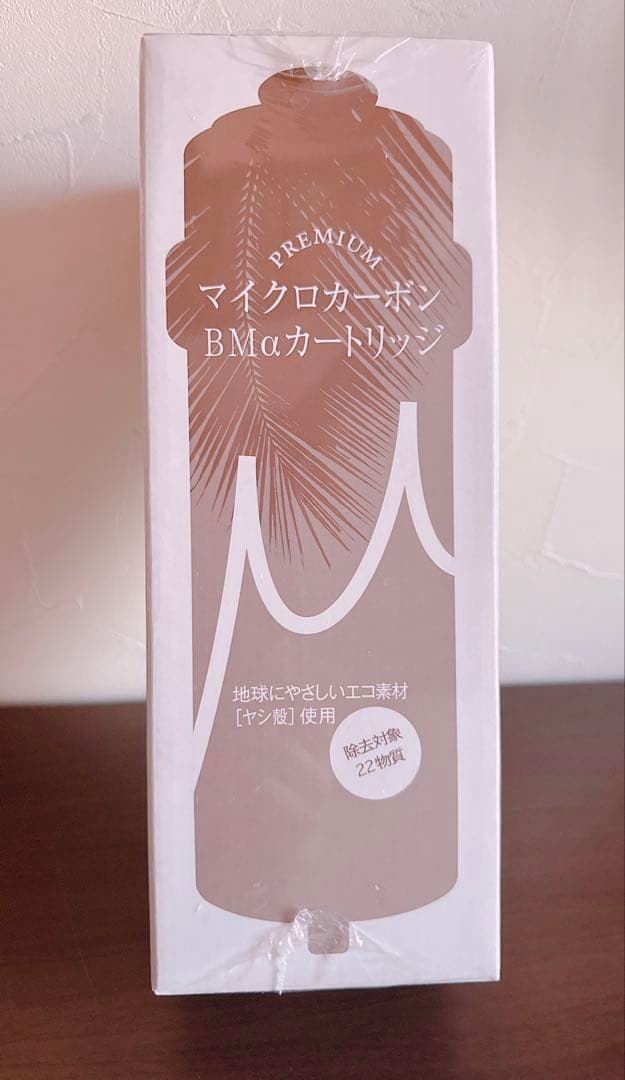 PREMIUM
マイクロカーボン
BMαカートリッジ
地球にやさしいエコ素材
[ヤシ殻]使用
除去対象
22物質